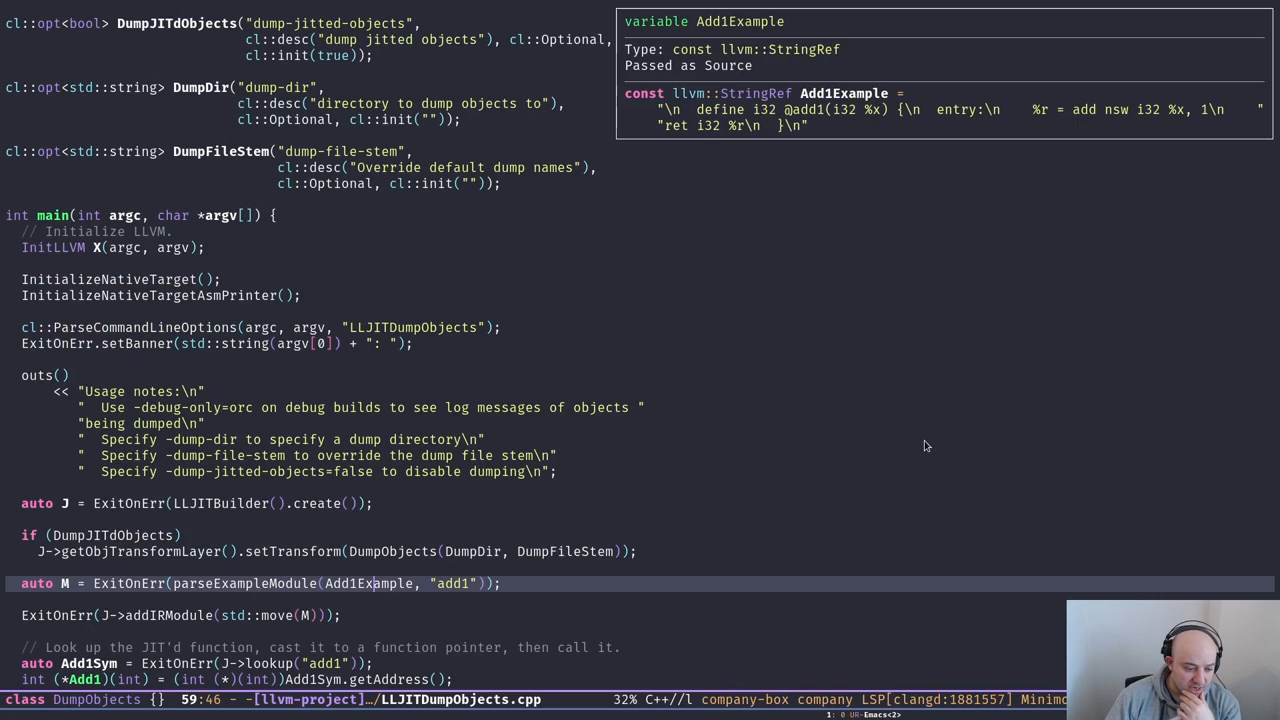 cl::opt<bool> DumpJITdObjects("dump-jitted-objects",
                              cl::desc("dump jitted objects"), cl::Optional,
                              cl::init(true));

cl::opt<std::string> DumpDir("dump-dir",
                             cl::desc("directory to dump objects to"),
                             cl::Optional, cl::init(""));

cl::opt<std::string> DumpFileStem("dump-file-stem",
                                  cl::desc("Override default dump names"),
                                  cl::Optional, cl::init(""));

int main(int argc, char *argv[]) {
  // Initialize LLVM.
  InitLLVM X(argc, argv);

  InitializeNativeTarget();
  InitializeNativeTargetAsmPrinter();

  cl::ParseCommandLineOptions(argc, argv, "LLJITDumpObjects");
  ExitOnErr.setBanner(std::string(argv[0]) + ": ");

  outs()
      << "Usage notes:\n"
         "  Use -debug-only=orc on debug builds to see log messages of objects "
         "being dumped\n"
         "  Specify -dump-dir to specify a dump directory\n"
         "  Specify -dump-file-stem to override the dump file stem\n"
         "  Specify -dump-jitted-objects=false to disable dumping\n";

  auto J = ExitOnErr(LLJITBuilder().create());

  if (DumpJITdObjects)
    J->getObjTransformLayer().setTransform(DumpObjects(DumpDir, DumpFileStem));

  auto M = ExitOnErr(parseExampleModule(Add1Example, "add1"));

  ExitOnErr(J->addIRModule(std::move(M)));

  // Look up the JIT'd function, cast it to a function pointer, then call it.
  auto Add1Sym = ExitOnErr(J->lookup("add1"));
  int (*Add1)(int) = (int (*)(int))Add1Sym.getAddress();
variable Add1Example
Type: const llvm::StringRef
Passed as Source
const llvm::StringRef Add1Example =
    "\n  define i32 @add1(i32 %x) {\n  entry:\n    %r = add nsw i32 %x, 1\n    "
    "ret i32 %r\n  }\n"
class DumpObjects {}  59:46 - -[llvm-project]…/LLJITDumpObjects.cpp         32% C++//l company-box company LSP[clangd:1881557] Minimo
1: 0 UR-Emacs<2>